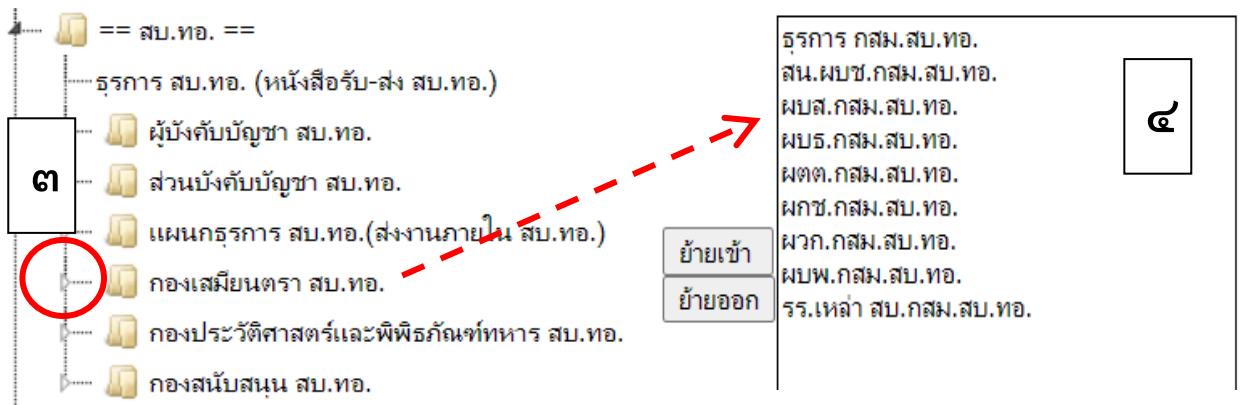 == สบ.ทอ. ==
ธุรการ สบ.ทอ. (หนังสือรับ-ส่ง สบ.ทอ.)
ผู้บังคับบัญชา สบ.ทอ.
๓
ส่วนบังคับบัญชา สบ.ทอ.
แผนกธุรการ สบ.ทอ.(ส่งงานภายใน สบ.ทอ.)
กองเสมียนตรา สบ.ทอ.
กองประวัติศาสตร์และพิพิธภัณฑ์ทหาร สบ.ทอ.
กองสนับสนุน สบ.ทอ.
ย้ายเข้า
ย้ายออก
ธุรการ กสม.สบ.ทอ.
สน.ผบช.กสม.สบ.ทอ.
ผบส.กสม.สบ.ทอ.
๔
ผบธ.กสม.สบ.ทอ.
ผตต.กสม.สบ.ทอ.
ผกช.กสม.สบ.ทอ.
ผวก.กสม.สบ.ทอ.
ผบพ.กสม.สบ.ทอ.
รร.เหล่า สบ.กสม.สบ.ทอ.